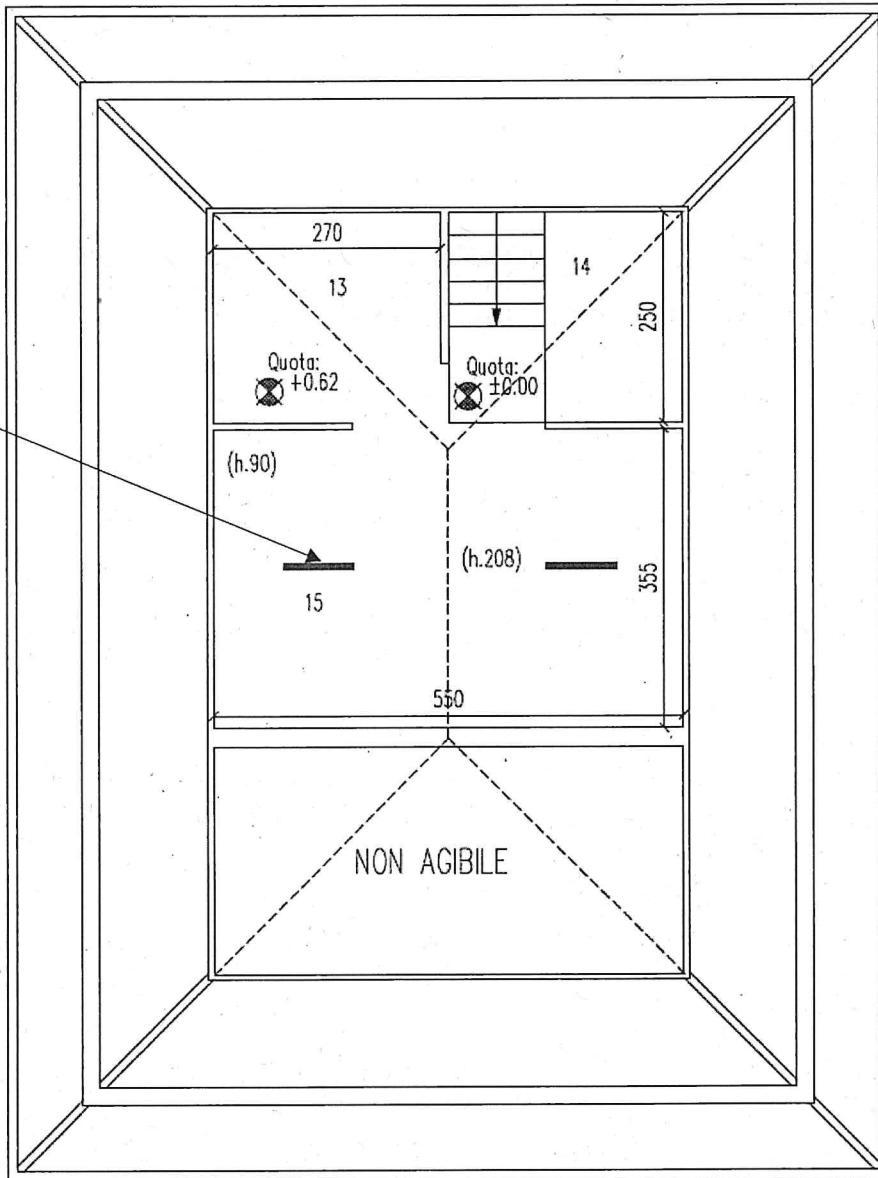 270
13
14
250
Quota:
+0.62
Quota:
±0.00
(h.90)
(h.208)
355
15
550
NON AGIBILE